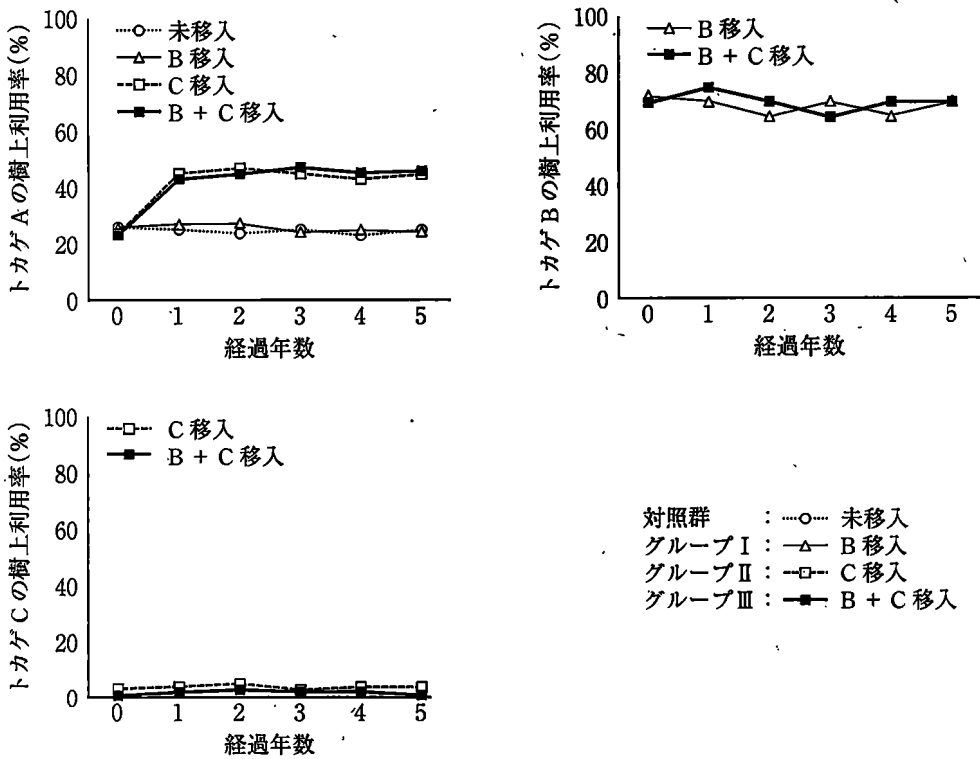 トカゲAの樹上利用率(%)
100
80
60
40
20
0
未移入
B移入
C移入
B + C移入
0 1 2 3 4 5
経過年数
トカゲBの樹上利用率(%)
100
80
60
40
20
0
B移入
B + C移入
0 1 2 3 4 5
経過年数
トカゲCの樹上利用率(%)
100
80
60
40
20
0
C移入
B + C移入
0 1 2 3 4 5
経過年数
対照群 : 未移入
グループⅠ : B移入
グループⅡ : C移入
グループⅢ : B + C移入